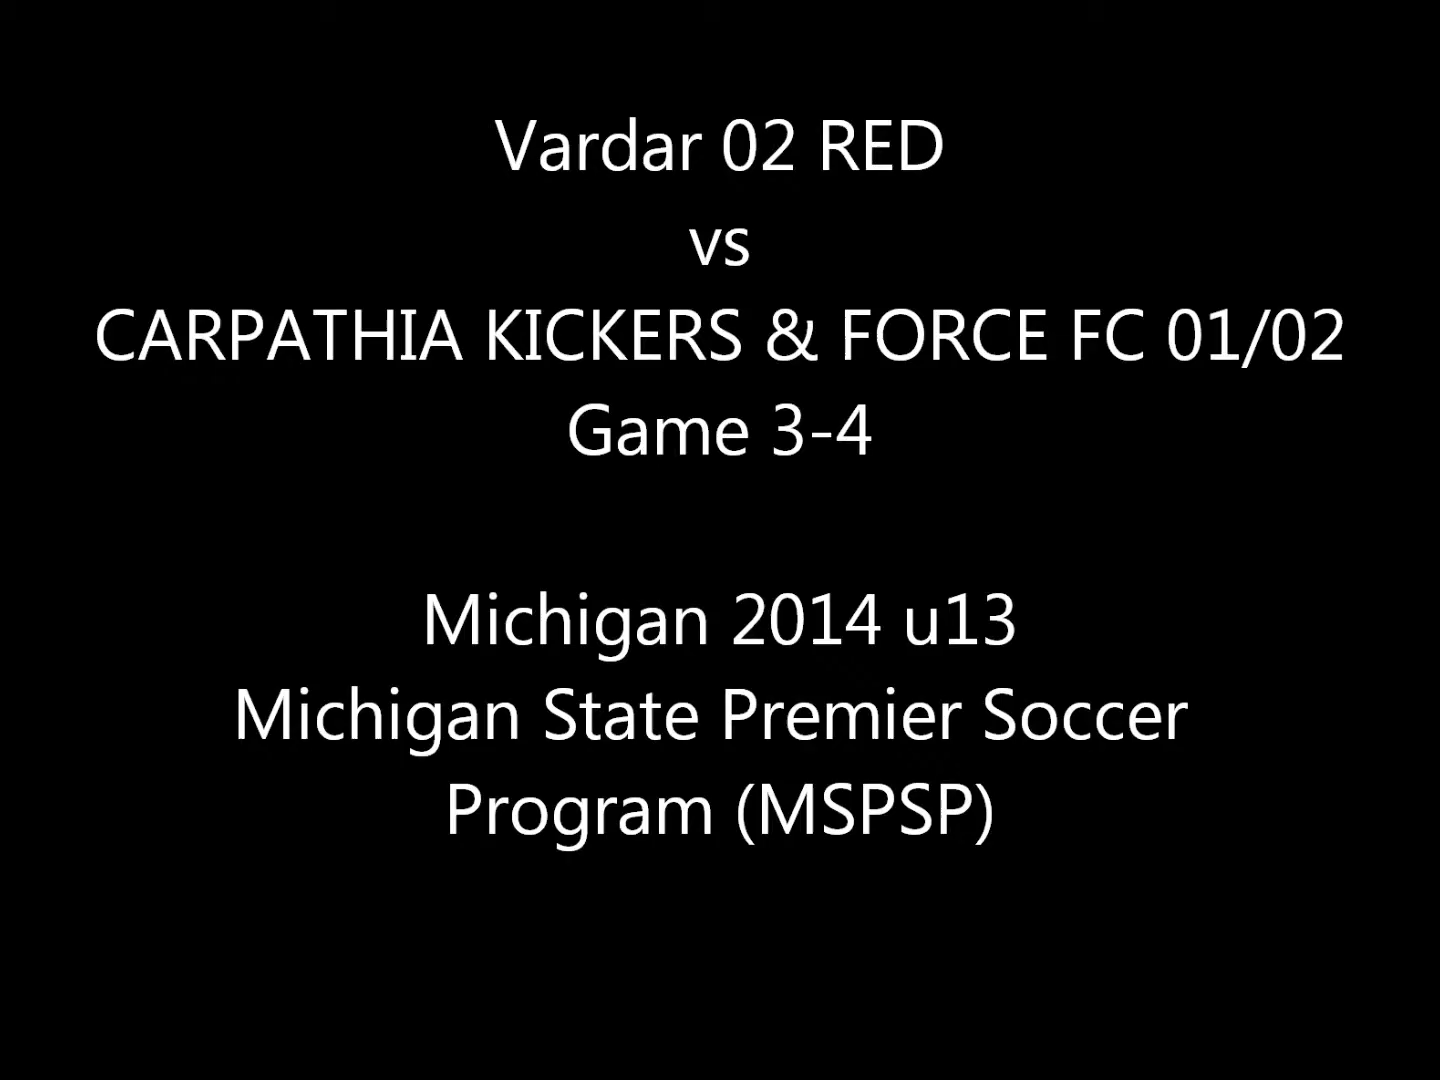 Vardar 02 RED
vs
CARPATHIA KICKERS & FORCE FC 01/02
Game 3-4
Michigan 2014 u13
Michigan State Premier Soccer
Program (MSPSP)